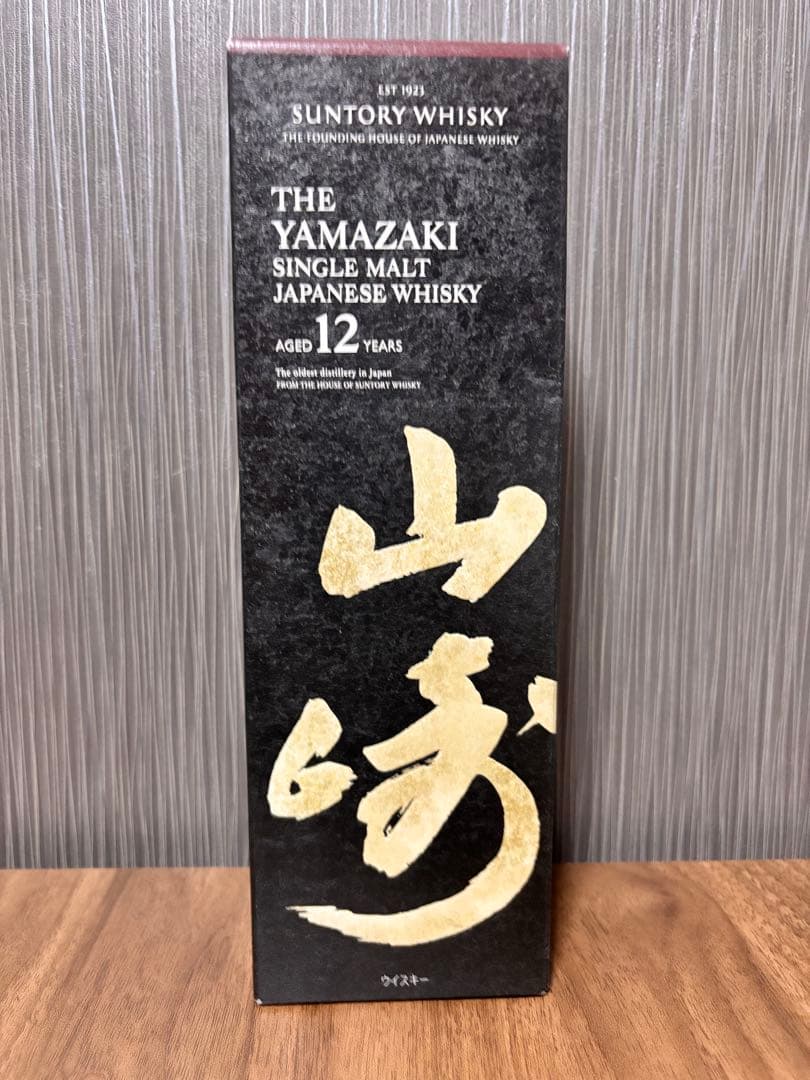 EST 1923
SUNTORY WHISKY
THE FOUNDING HOUSE OF JAPANESE WHISKY
THE
YAMAZAKI
SINGLE MALT
JAPANESE WHISKY
AGED 12 YEARS
The oldest distillery in Japan
FROM THE HOUSE OF SUNTORY WHISKY
山
崎
ウイスキー